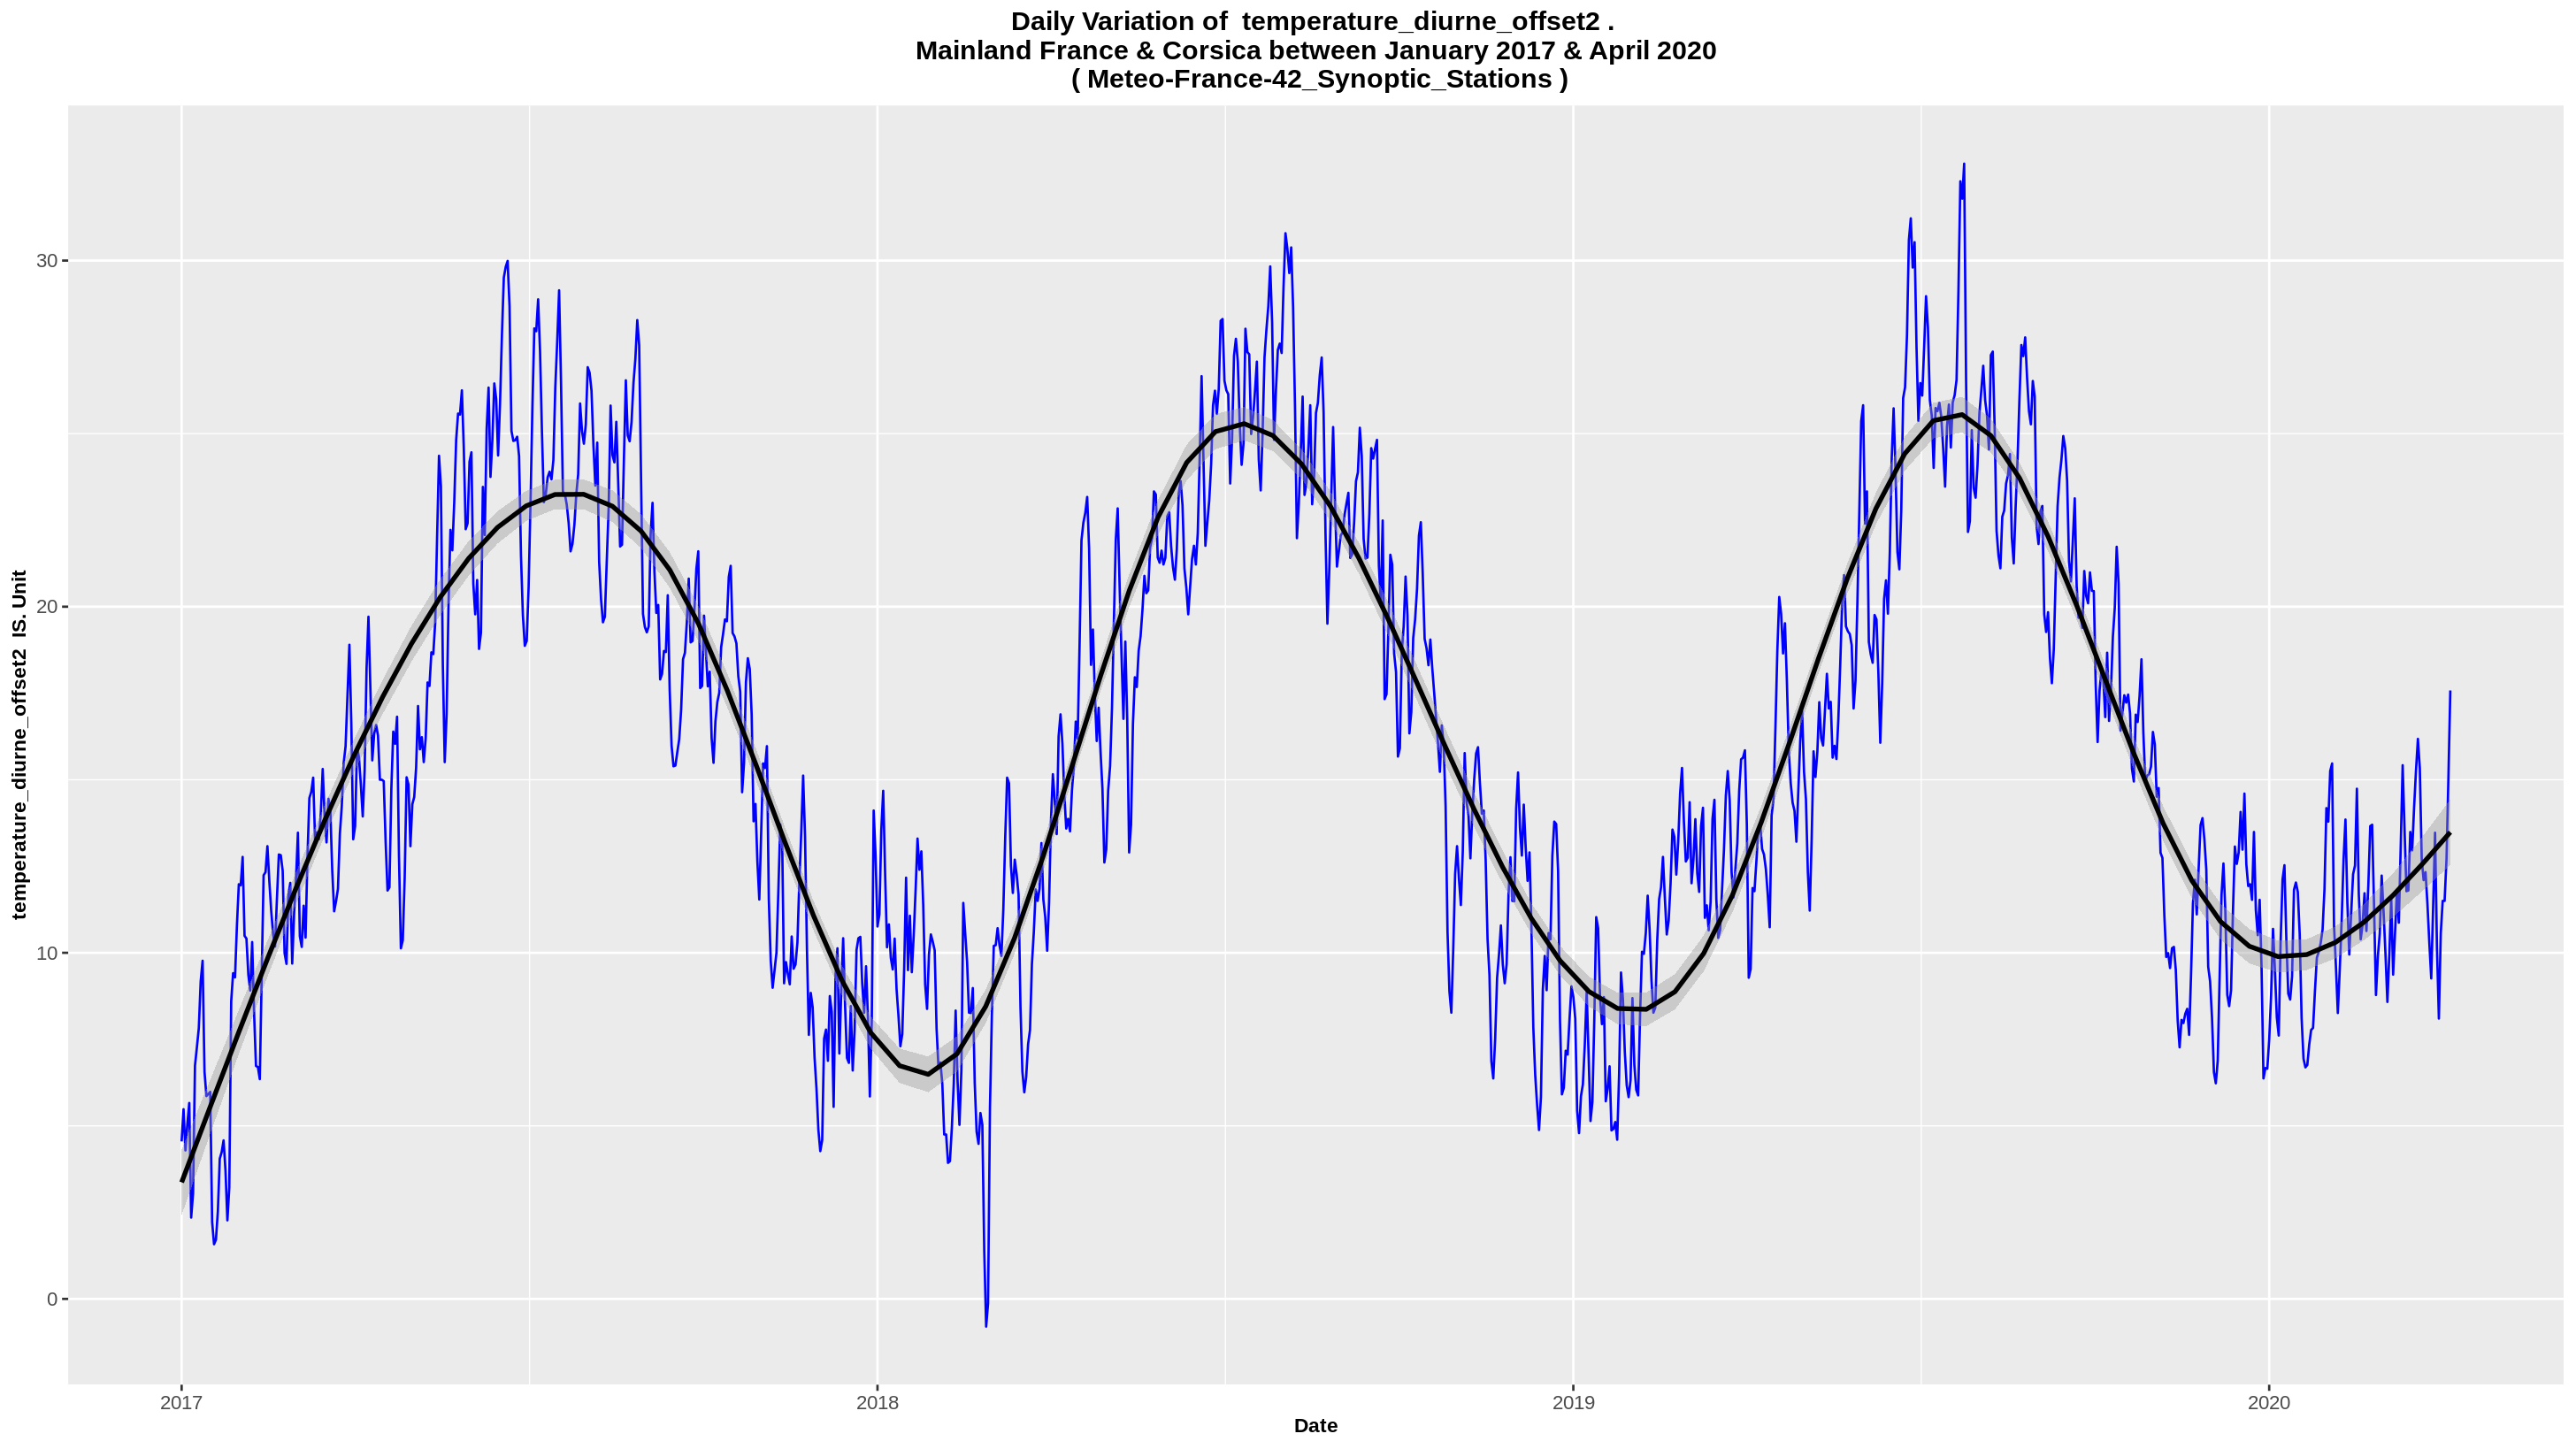 Daily Variation of  temperature_diurne_offset2 .
Mainland France & Corsica between January 2017 & April 2020
( Meteo-France-42_Synoptic_Stations )
temperature_diurne_offset2  IS. Unit
30
20
10
0
2017
2018
2019
2020
Date